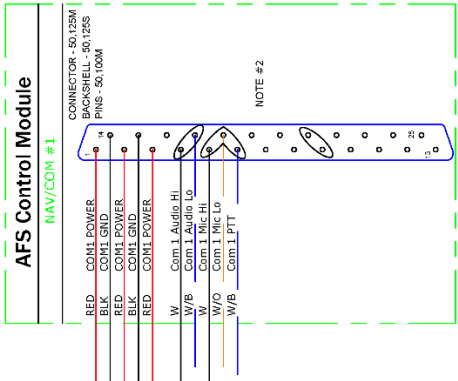 AFS Control Module
NAV/COM #1
CONNECTOR - 50,125M
BACKSHELL - 50,125S
PINS - 50,100M
NOTE #2
14
25
1
13
RED COM1 POWER
BLK COM1 GND
RED COM1 POWER
BLK COM1 GND
RED COM1 POWER
W Com 1 Audio Hi
W/B Com 1 Audio Lo
W Com 1 Mic Hi
W/O Com 1 Mic Lo
W/B Com 1 PTT